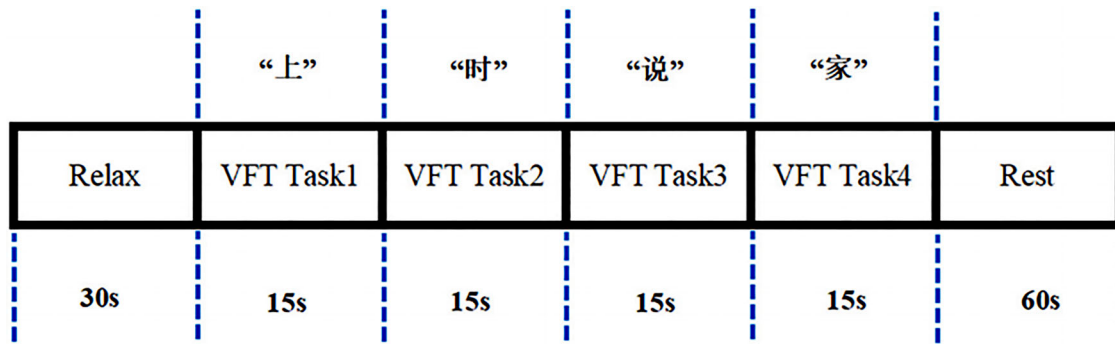 “上” “时” “说” “家”
Relax VFT Task1 VFT Task2 VFT Task3 VFT Task4 Rest
30s 15s 15s 15s 15s 60s